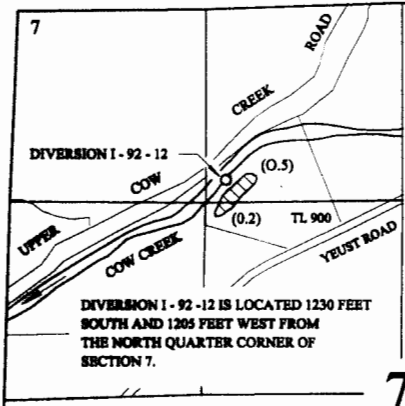 7
ROAD
CREEK
DIVERSION I - 92 - 12
COW
(O.5)
(0.2)
TL 900
UPPER
COW CREEK
YEUST ROAD
DIVERSION I - 92 -12 IS LOCATED 1230 FEET
SOUTH AND 1205 FEET WEST FROM
THE NORTH QUARTER CORNER OF
SECTION 7.
7